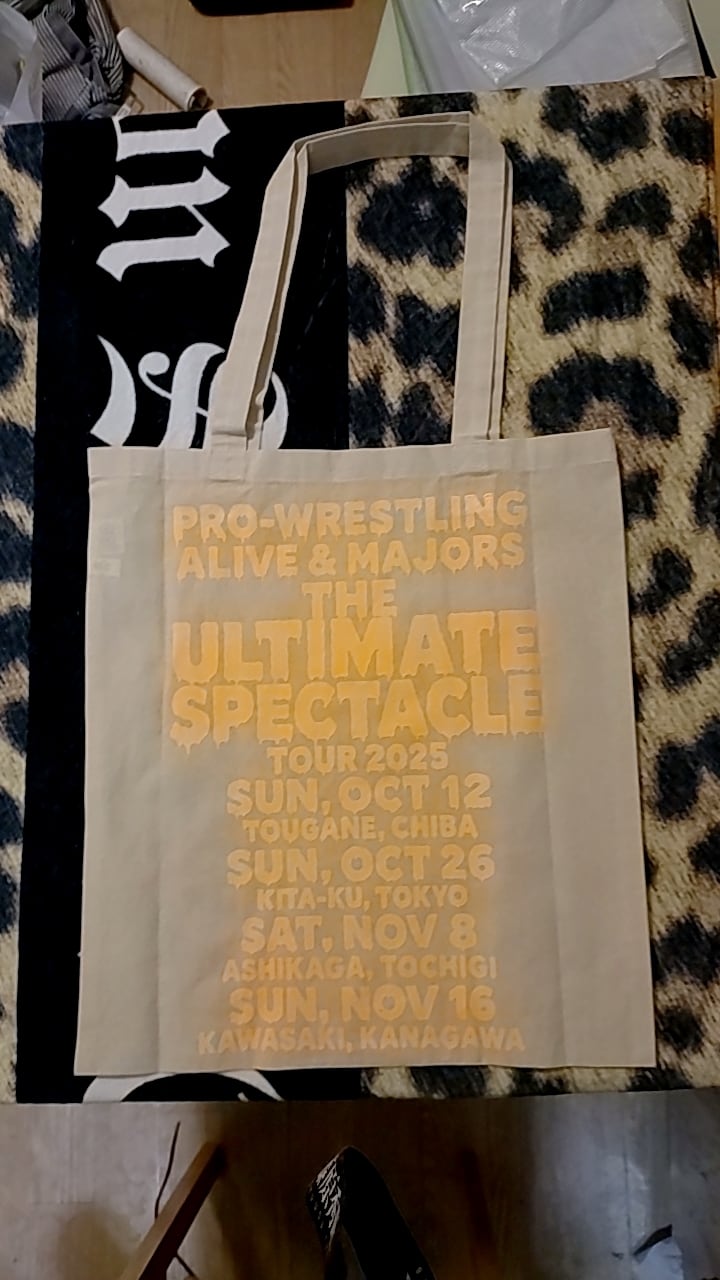 PRO-WRESTLING
ALIVE & MAJORS
THE
ULTIMATE
SPECTACLE
TOUR 2025
SUN, OCT 12
TOUGANE, CHIBA
SUN, OCT 26
KITA-KU, TOKYO
SAT, NOV 8
ASHIKAGA, TOCHIGI
SUN, NOV 16
KAWASAKI, KANAGAWA